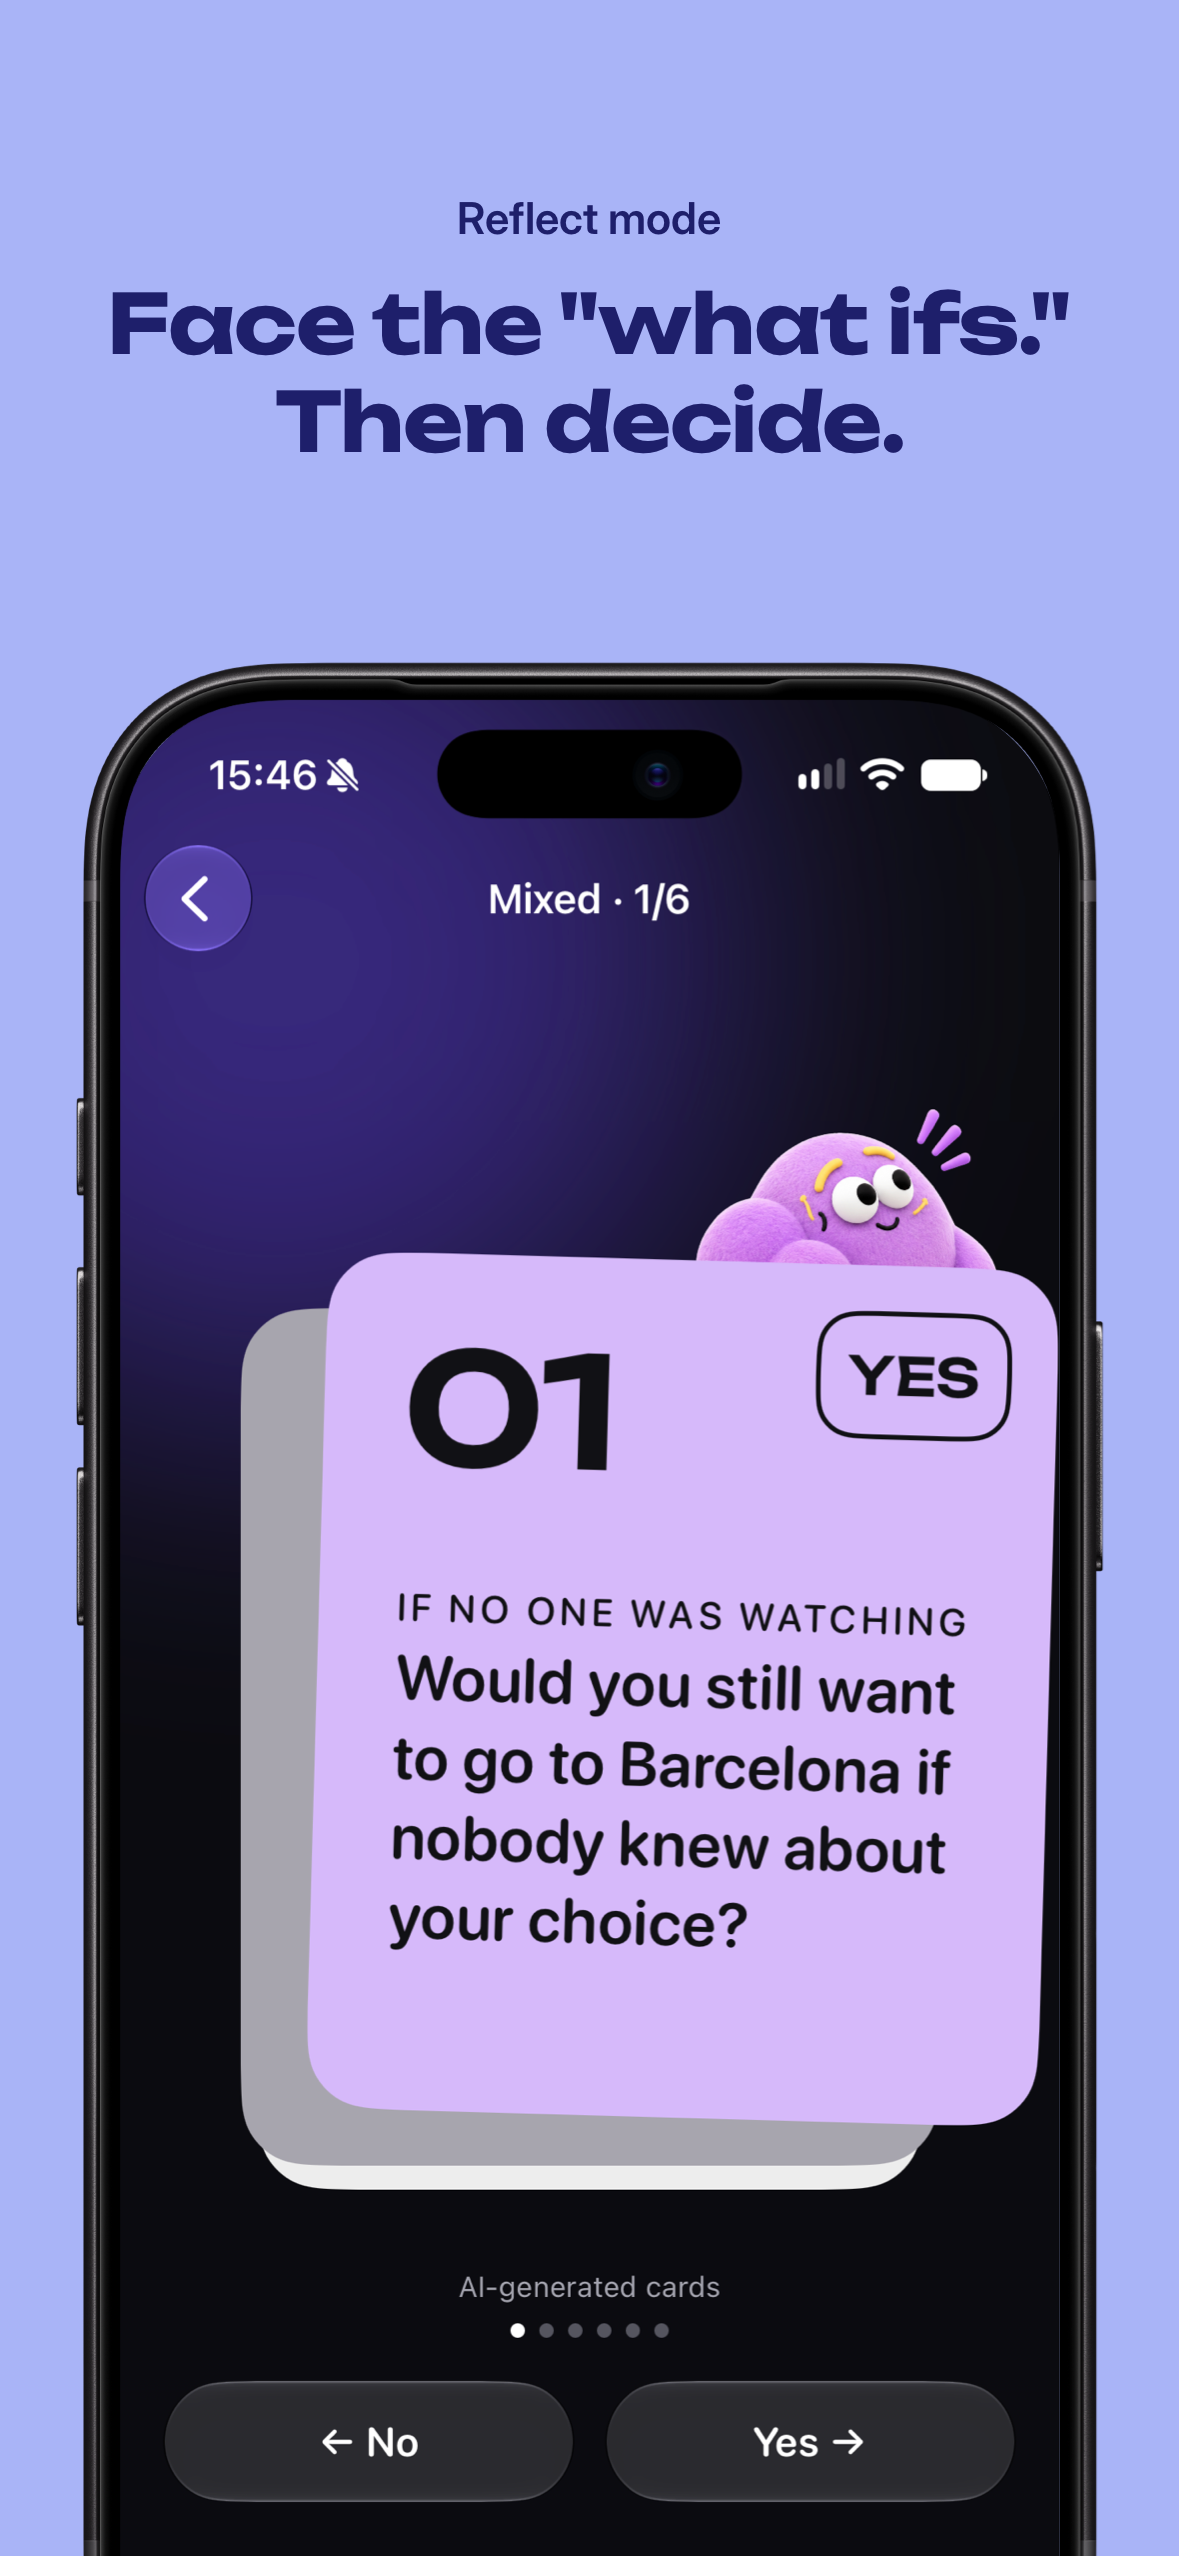 Reflect mode
Face the "what ifs."
Then decide.
15:46
Mixed · 1/6
01
YES
IF NO ONE WAS WATCHING
Would you still want
to go to Barcelona if
nobody knew about
your choice?
AI-generated cards
← No
Yes →